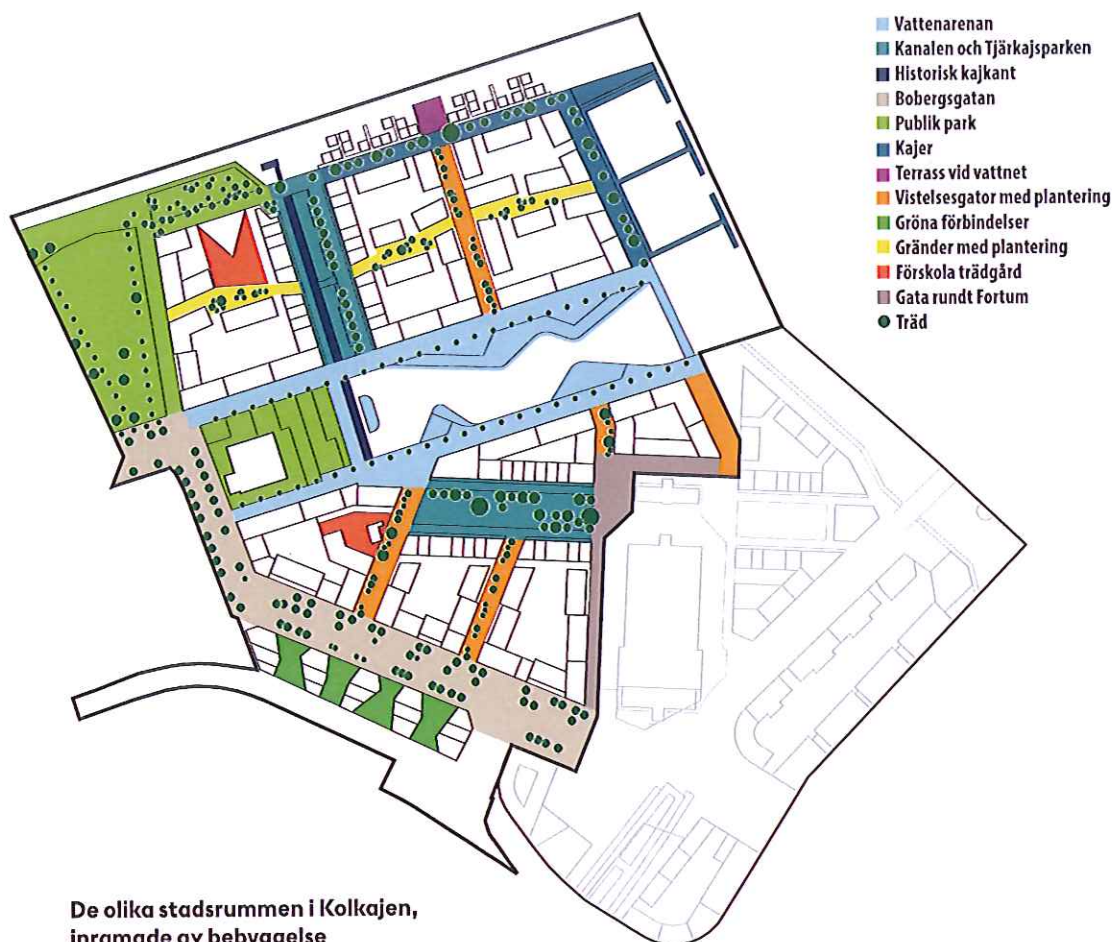 Vattenarenan
Kanalen och Tjärkajsparken
Historisk kajkant
Bobergsgatan
Publik park
Kajer
Terrass vid vattnet
Vistelsesgator med plantering
Gröna förbindelser
Gränder med plantering
Förskola trädgård
Gata rundt Fortum
Träd
De olika stadsrummen i Kolkajen,
inramade av bebyggelse